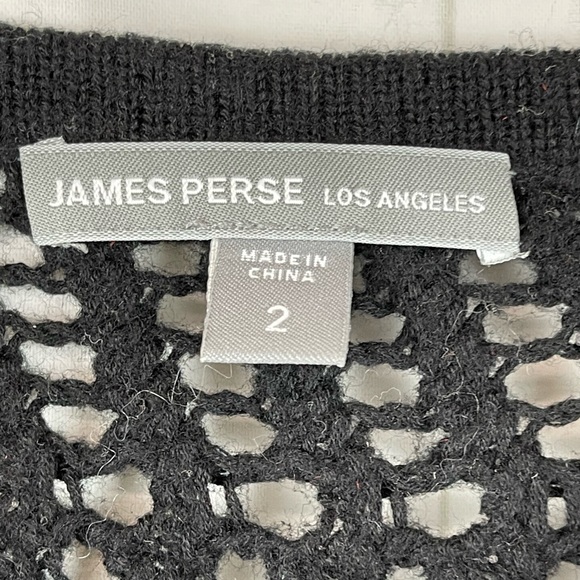 JAMES PERSE LOS ANGELES
MADE IN
CHINA
2